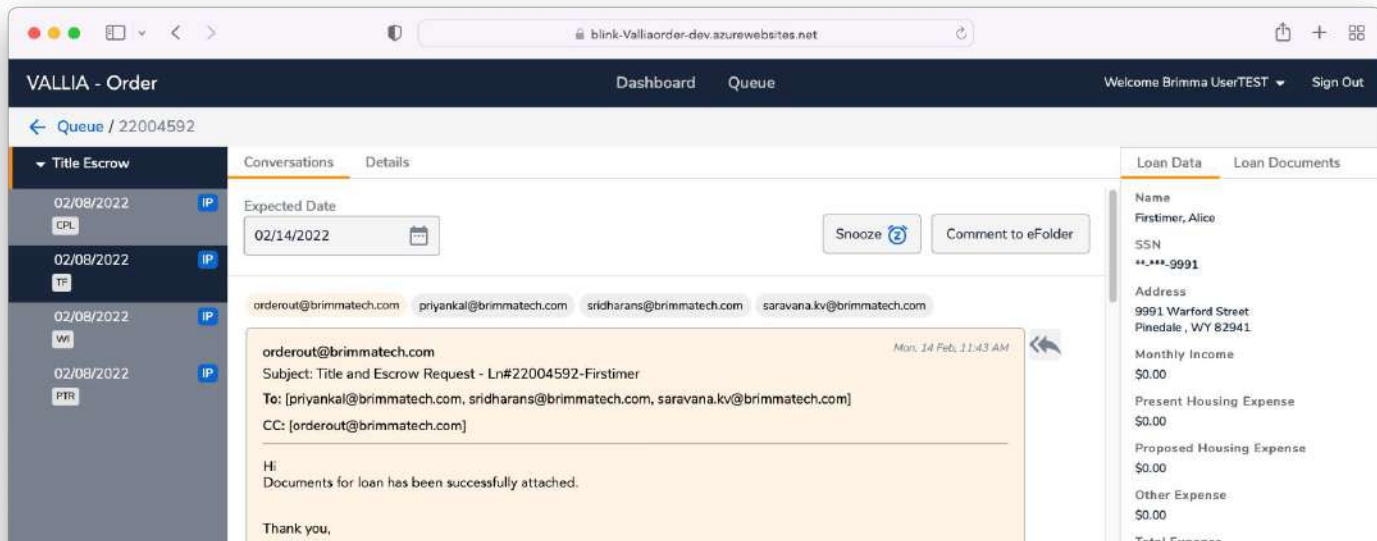 blink-Valliaorder-dev.azurewebsites.net
VALLIA - Order
Dashboard Queue
Welcome Brimma UserTEST
Sign Out
Queue / 22004592
Title Escrow
02/08/2022 IP
CPL
02/08/2022 IP
TF
02/08/2022 IP
WI
02/08/2022 IP
PTR
Conversations Details
Expected Date
02/14/2022
Snooze
Comment to eFolder
orderout@brimmatech.com priyankal@brimmatech.com sridharans@brimmatech.com saravana.kv@brimmatech.com
orderout@brimmatech.com
Mon, 14 Feb, 11:43 AM
Subject: Title and Escrow Request - Ln#22004592-Firstimer
To: [priyankal@brimmatech.com, sridharans@brimmatech.com, saravana.kv@brimmatech.com]
CC: [orderout@brimmatech.com]
Hi
Documents for loan has been successfully attached.
Thank you,
Loan Data Loan Documents
Name
Firstimer, Alice
SSN
**-***-9991
Address
9991 Warford Street
Pinedale , WY 82941
Monthly Income
$0.00
Present Housing Expense
$0.00
Proposed Housing Expense
$0.00
Other Expense
$0.00
Total Expense